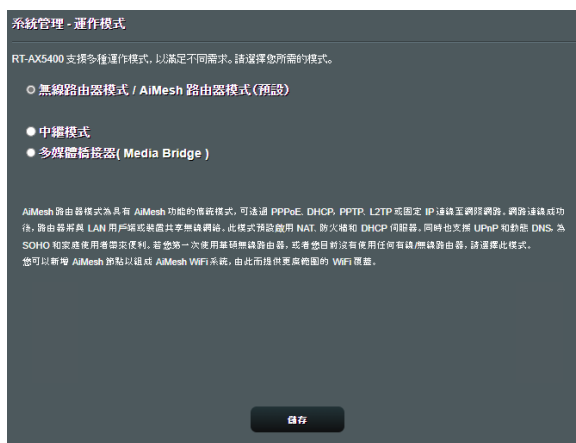 系統管理 - 運作模式
RT-AX5400 支援多種運作模式, 以滿足不同需求。請選擇您所需的模式。
無線路由器模式 / AiMesh 路由器模式(預設)
中繼模式
多媒體橋接器( Media Bridge )
AiMesh 路由器模式為具有 AiMesh 功能的傳統模式, 可透過 PPPoE. DHCP, PPTP. L2TP 或固定 IP 連線至網際網路。網路連線成功
後, 路由器將與 LAN 用戶端或裝置共享無線網絡。此模式預設啟用 NAT. 防火牆和 DHCP 伺服器, 同時也支援 UPnP 和動態 DNS, 為
SOHO 和家庭使用者帶來便利。若您第一次使用華碩無線路由器, 或者您目前沒有使用任何有線/無線路由器, 請選擇此模式。
您可以新增 AiMesh 節點以組成 AiMesh WiFi 系統, 由此而提供更廣範圍的 WiFi 覆蓋。
儲存